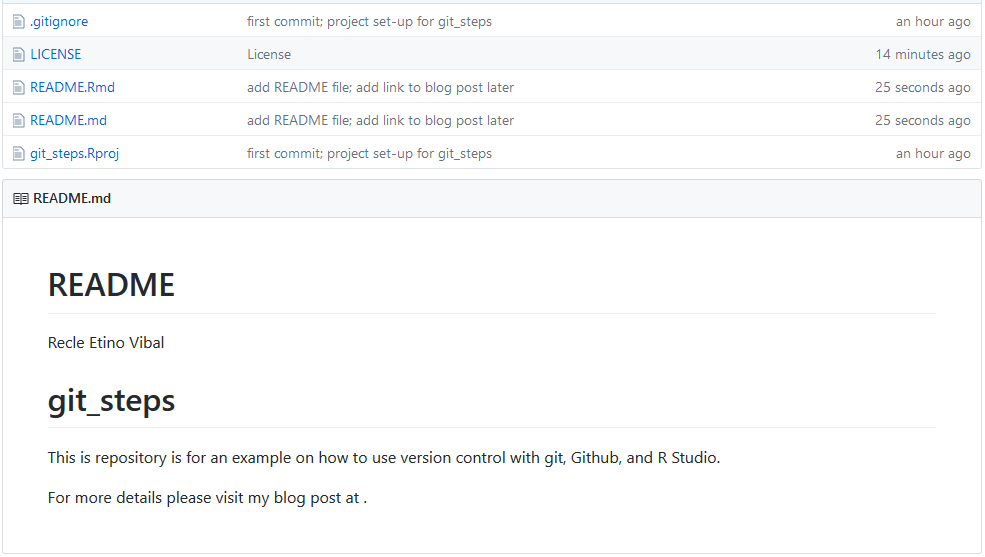 .gitignore first commit; project set-up for git_steps an hour ago
LICENSE License 14 minutes ago
README.Rmd add README file; add link to blog post later 25 seconds ago
README.md add README file; add link to blog post later 25 seconds ago
git_steps.Rproj first commit; project set-up for git_steps an hour ago
README.md
README
Recle Etino Vibal
git_steps
This is repository is for an example on how to use version control with git, Github, and R Studio.
For more details please visit my blog post at .